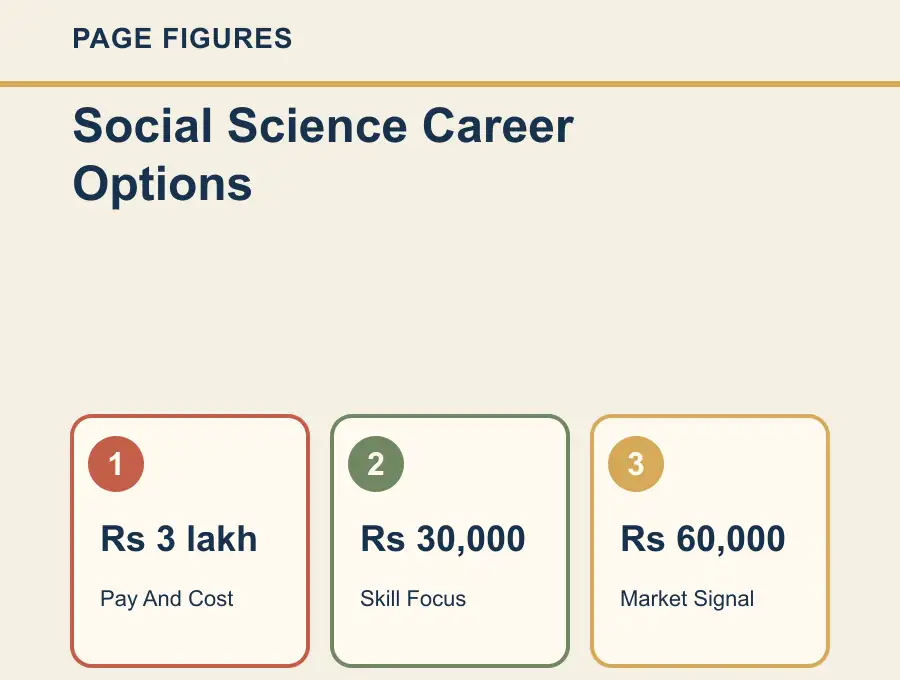 PAGE FIGURES
Social Science Career
Options
1
Rs 3 lakh
Pay And Cost
2
Rs 30,000
Skill Focus
3
Rs 60,000
Market Signal